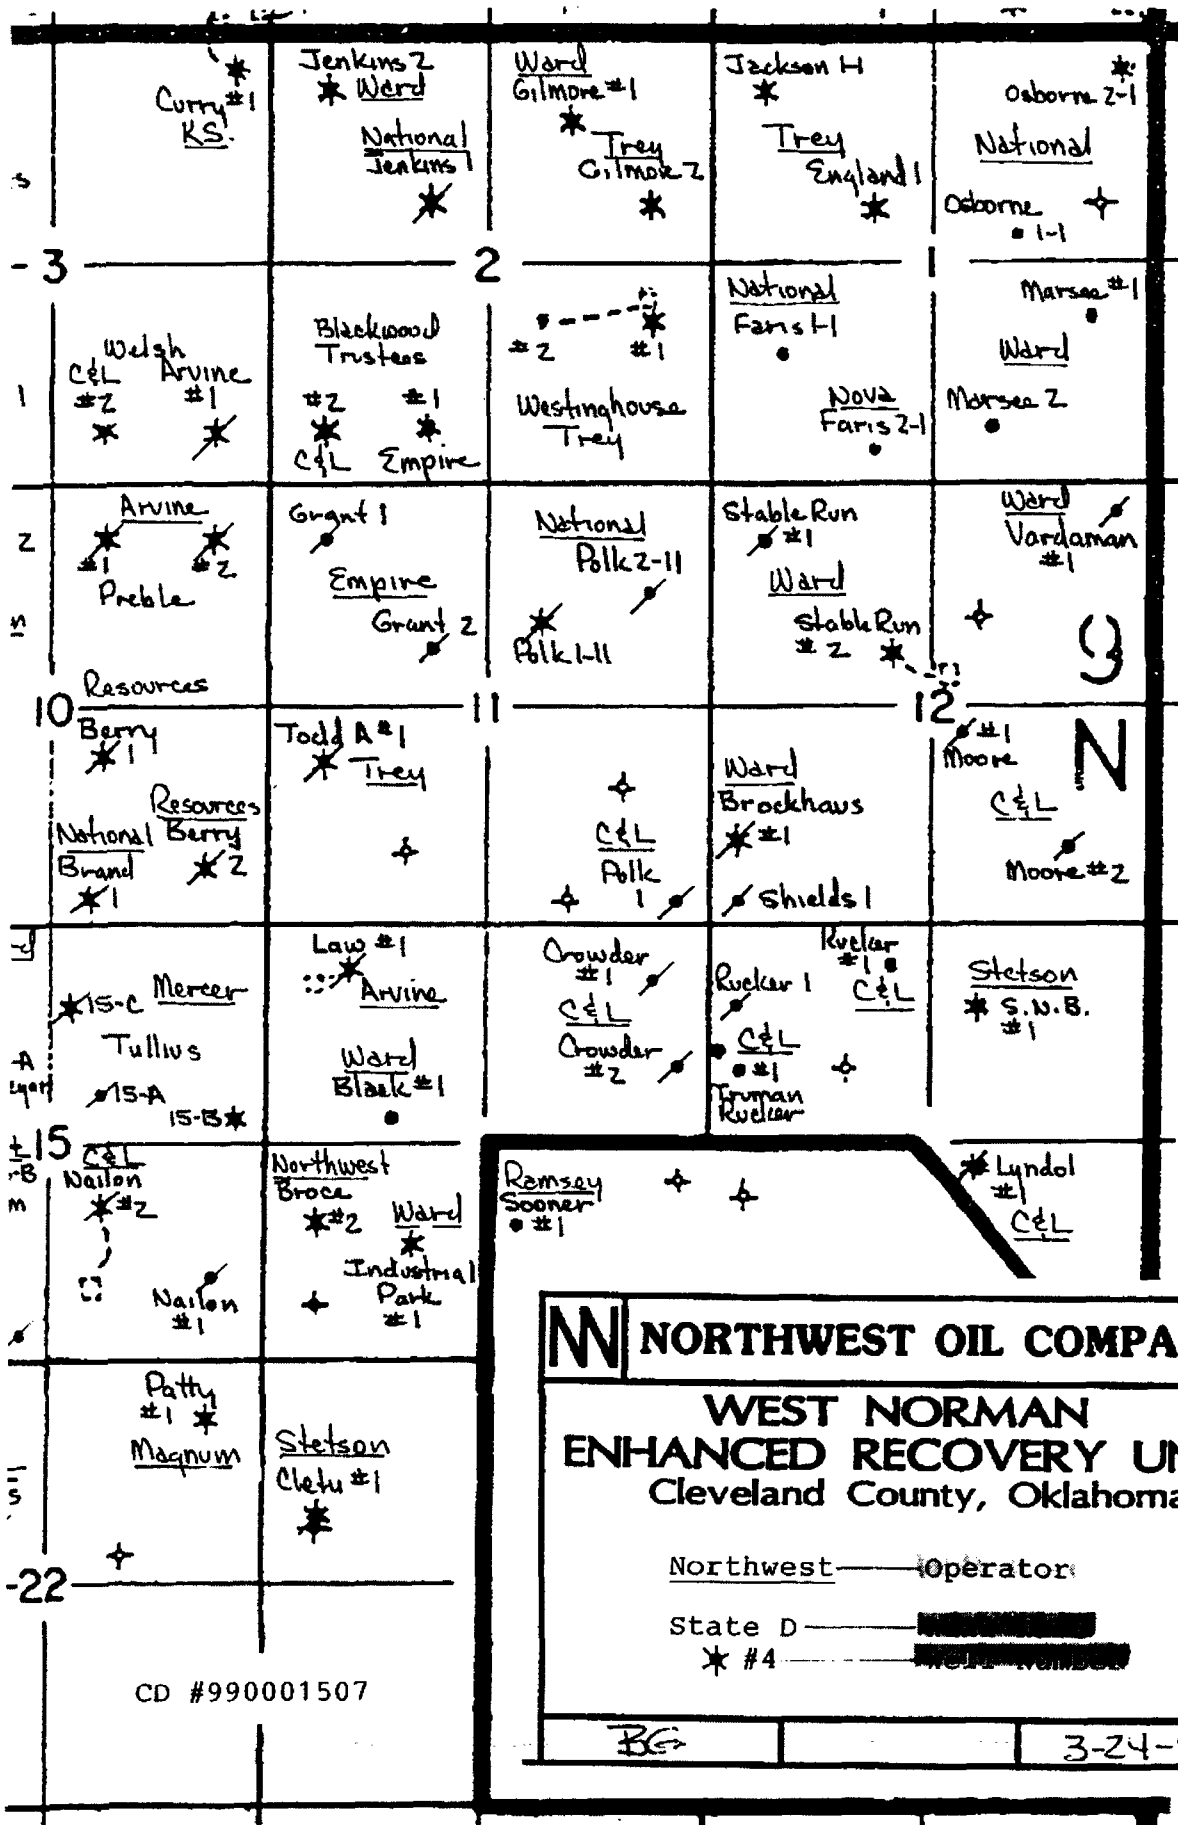 Curry #1
KS.
Jenkins 2
Ward
National
Jenkins 1
Ward
Gilmore #1
Trey
Gilmore 2
Jackson 1-1
Trey
England 1
Osborne 2-1
National
Osborne
1-1
3
2
1
Welsh
C&L
#2
Arvine
#1
Blackwood
Trustees
#2
#1
C&L
Empire
#2
#1
Westinghouse
Trey
National
Faris 1-1
Nova
Faris 2-1
Marsee #1
Ward
Marsee 2
1
2
Arvine
#1
#2
Preble
Grant 1
Empire
Grant 2
National
Polk 2-11
Polk 1-11
Stable Run
#1
Ward
Stable Run
#2
Ward
Vardaman
#1
9
N
10
11
12
Resources
Berry
1
Resources
Berry
2
National
Brand
1
Todd A #1
Trey
C&L
Polk
1
Ward
Brockhaus
#1
Shields 1
#1
Moore
C&L
Moore #2
15-C
Mercer
Tullius
15-A
15-B
Law #1
Arvine
Ward
Black #1
Crowder
#1
C&L
Crowder
#2
Rucker 1
C&L
#1
Truman
Rucker
Rucker
#1
C&L
Stetson
S.N.B.
#1
15
C&L
Nailon
#2
Nailon
#1
Northwest
Broce
#2
Ward
Industrial
Park
#1
Ramsey
Sooner
#1
Lyndol
#1
C&L
Patty
#1
Magnum
Stetson
Cletu #1
-22
CD #990001507
NORTHWEST OIL COMPA
WEST NORMAN
ENHANCED RECOVERY UN
Cleveland County, Oklahoma
Northwest Operator
State D
#4
BG
3-24-